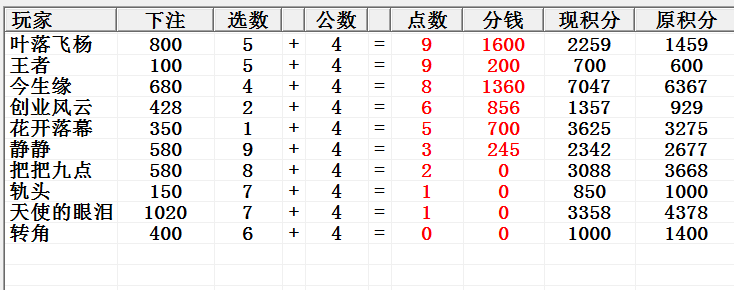 玩家 下注 选数 公数 点数 分钱 现积分 原积分
叶落飞杨 800 5 + 4 = 9 1600 2259 1459
王者 100 5 + 4 = 9 200 700 600
今生缘 680 4 + 4 = 8 1360 7047 6367
创业风云 428 2 + 4 = 6 856 1357 929
花开落幕 350 1 + 4 = 5 700 3625 3275
静静 580 9 + 4 = 3 245 2342 2677
把把九点 580 8 + 4 = 2 0 3088 3668
轨头 150 7 + 4 = 1 0 850 1000
天使的眼泪 1020 7 + 4 = 1 0 3358 4378
转角 400 6 + 4 = 0 0 1000 1400